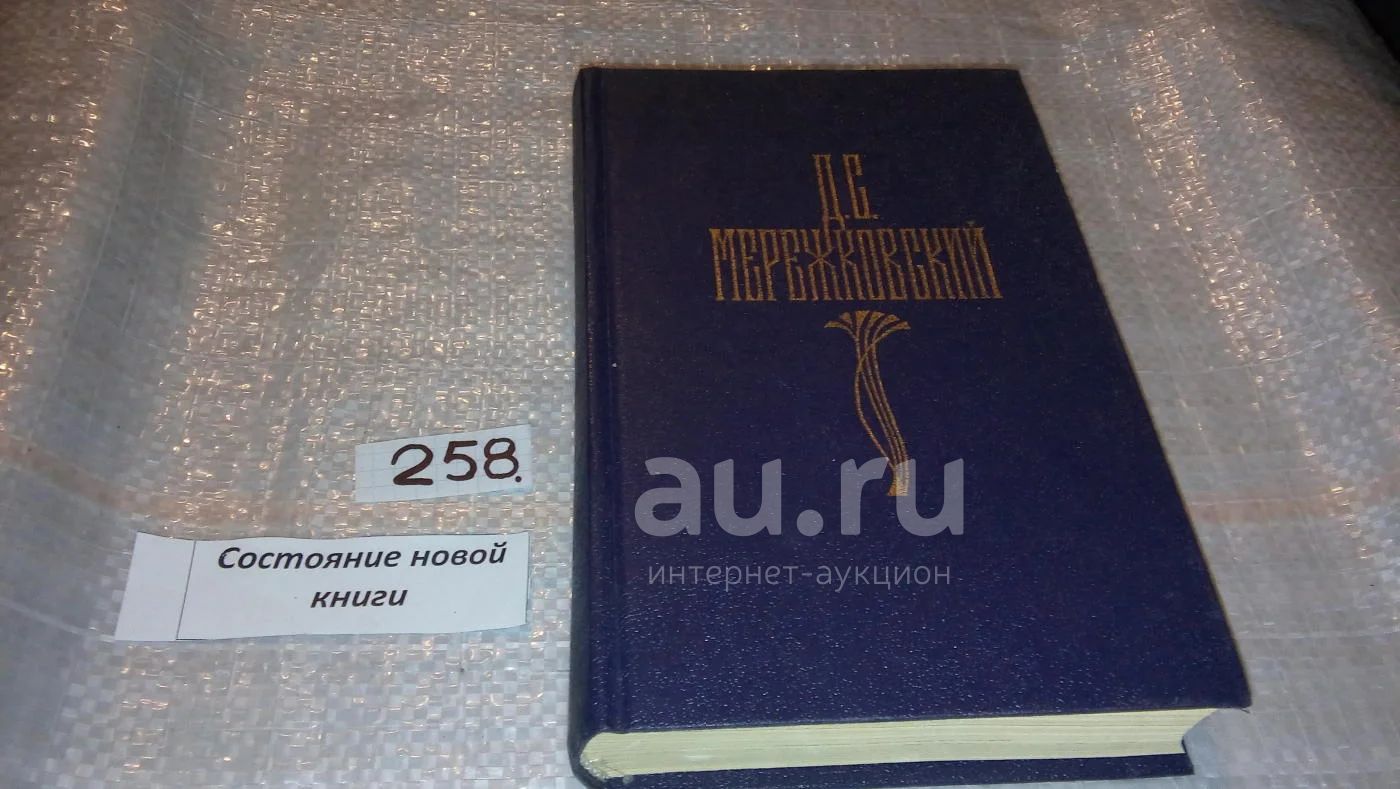 Д.С.
МЕРЕЖКОВСКИЙ
258.
Состояние новой
книги
au.ru
интернет-аукцион